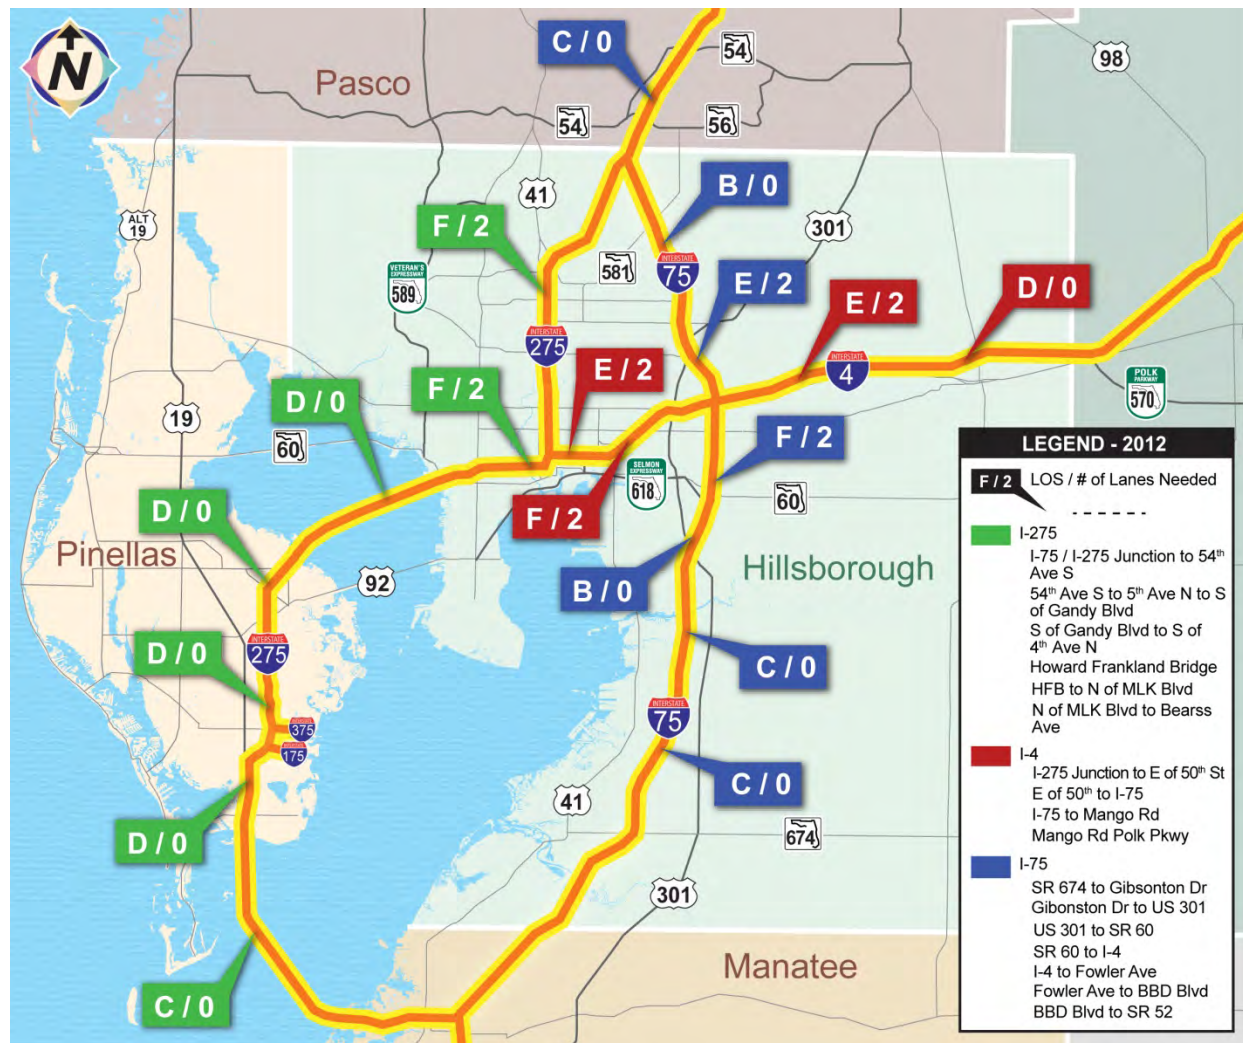 N
C / 0
54
98
Pasco
54
56
41
B / 0
ALT
19
F / 2
301
581
INTERSTATE
75
VETERAN'S
EXPRESSWAY
589
E / 2
E / 2
D / 0
INTERSTATE
275
E / 2
INTERSTATE
4
POLK
PARKWAY
570
F / 2
D / 0
19
60
F / 2
SELMON
EXPRESSWAY
618
60
F / 2
D / 0
Pinellas
92
B / 0
Hillsborough
INTERSTATE
275
D / 0
C / 0
INTERSTATE
75
375
175
C / 0
41
D / 0
674
301
Manatee
C / 0
LEGEND - 2012
F / 2 LOS / # of Lanes Needed
I-275
I-75 / I-275 Junction to 54th
Ave S
54th Ave S to 5th Ave N to S
of Gandy Blvd
S of Gandy Blvd to S of
4th Ave N
Howard Frankland Bridge
HFB to N of MLK Blvd
N of MLK Blvd to Bearss
Ave
I-4
I-275 Junction to E of 50th St
E of 50th to I-75
I-75 to Mango Rd
Mango Rd Polk Pkwy
I-75
SR 674 to Gibsonton Dr
Gibonston Dr to US 301
US 301 to SR 60
SR 60 to I-4
I-4 to Fowler Ave
Fowler Ave to BBD Blvd
BBD Blvd to SR 52